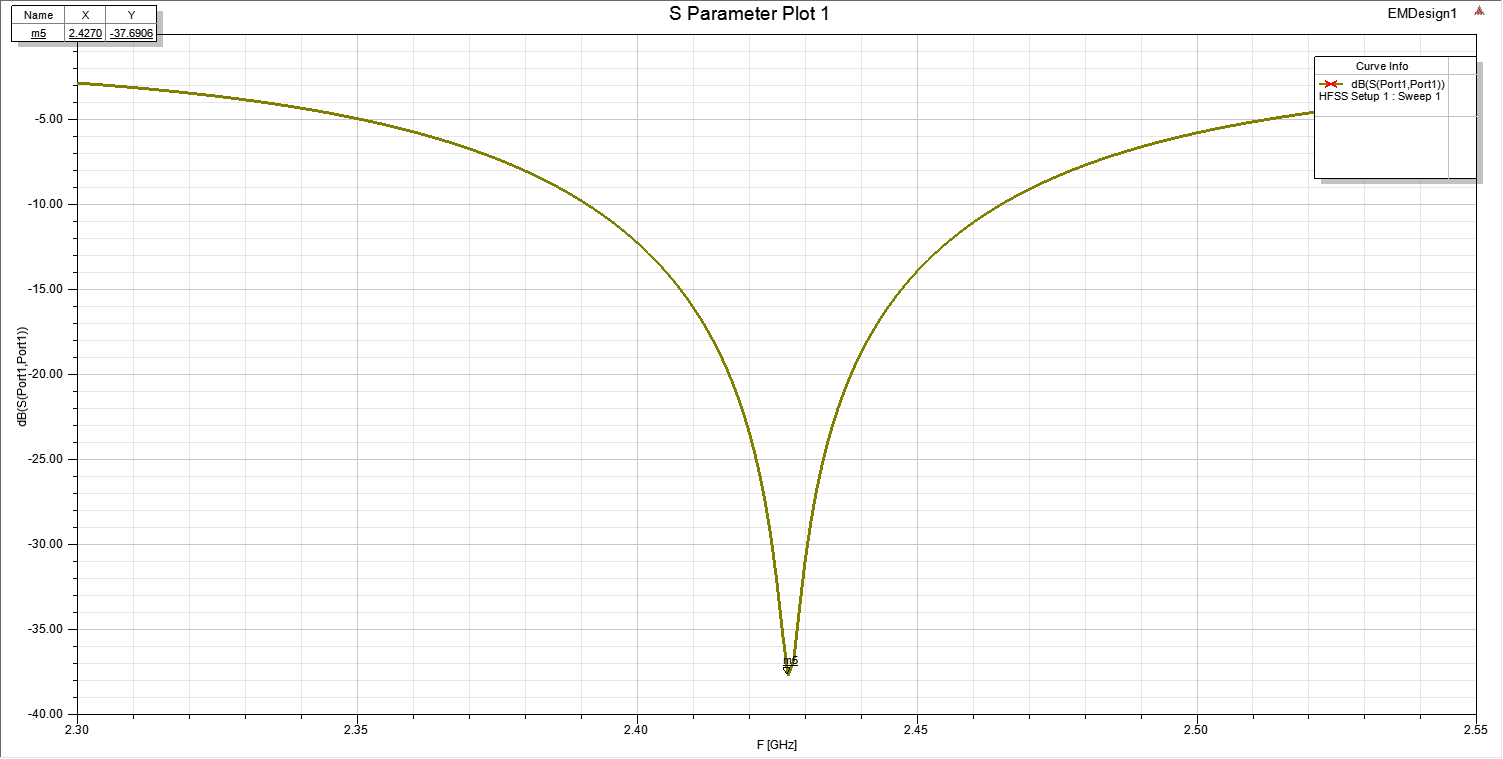 S Parameter Plot 1
EMDesign1
Name X Y
m5 2.4270 -37.6906
Curve Info
dB(S(Port1,Port1))
HFSS Setup 1 : Sweep 1
-5.00
-10.00
-15.00
-20.00
-25.00
-30.00
-35.00
-40.00
dB(S(Port1,Port1))
m5
2.30 2.35 2.40 2.45 2.50 2.55
F [GHz]